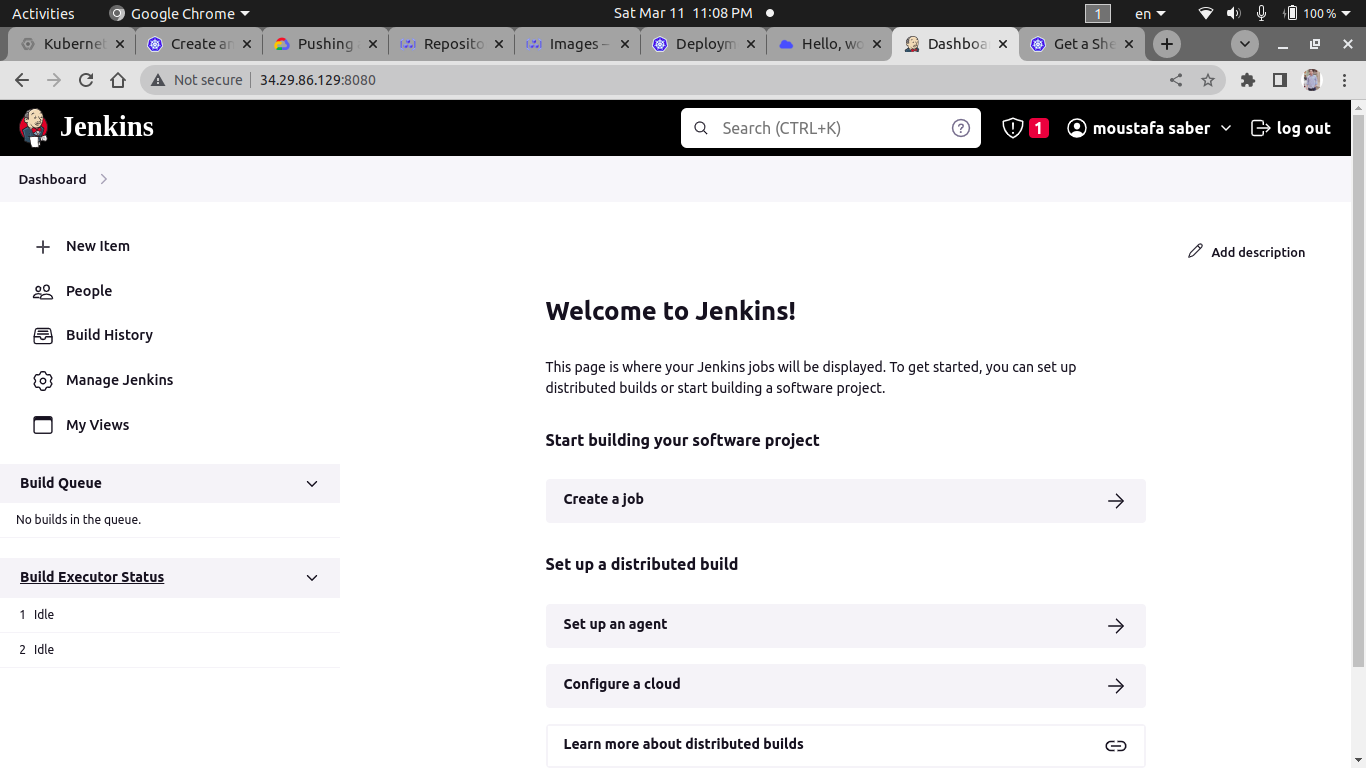 Activities Google Chrome Sat Mar 11 11:08 PM 1 en 100 %
Kubernet Create an Pushing Reposito Images – Deploym Hello, wo Dashboa Get a She
Not secure 34.29.86.129:8080
Jenkins Search (CTRL+K) 1 moustafa saber log out
Dashboard
New Item
Add description
People
Welcome to Jenkins!
Build History
This page is where your Jenkins jobs will be displayed. To get started, you can set up
distributed builds or start building a software project.
Manage Jenkins
My Views
Start building your software project
Build Queue
Create a job
No builds in the queue.
Set up a distributed build
Build Executor Status
1 Idle
Set up an agent
2 Idle
Configure a cloud
Learn more about distributed builds